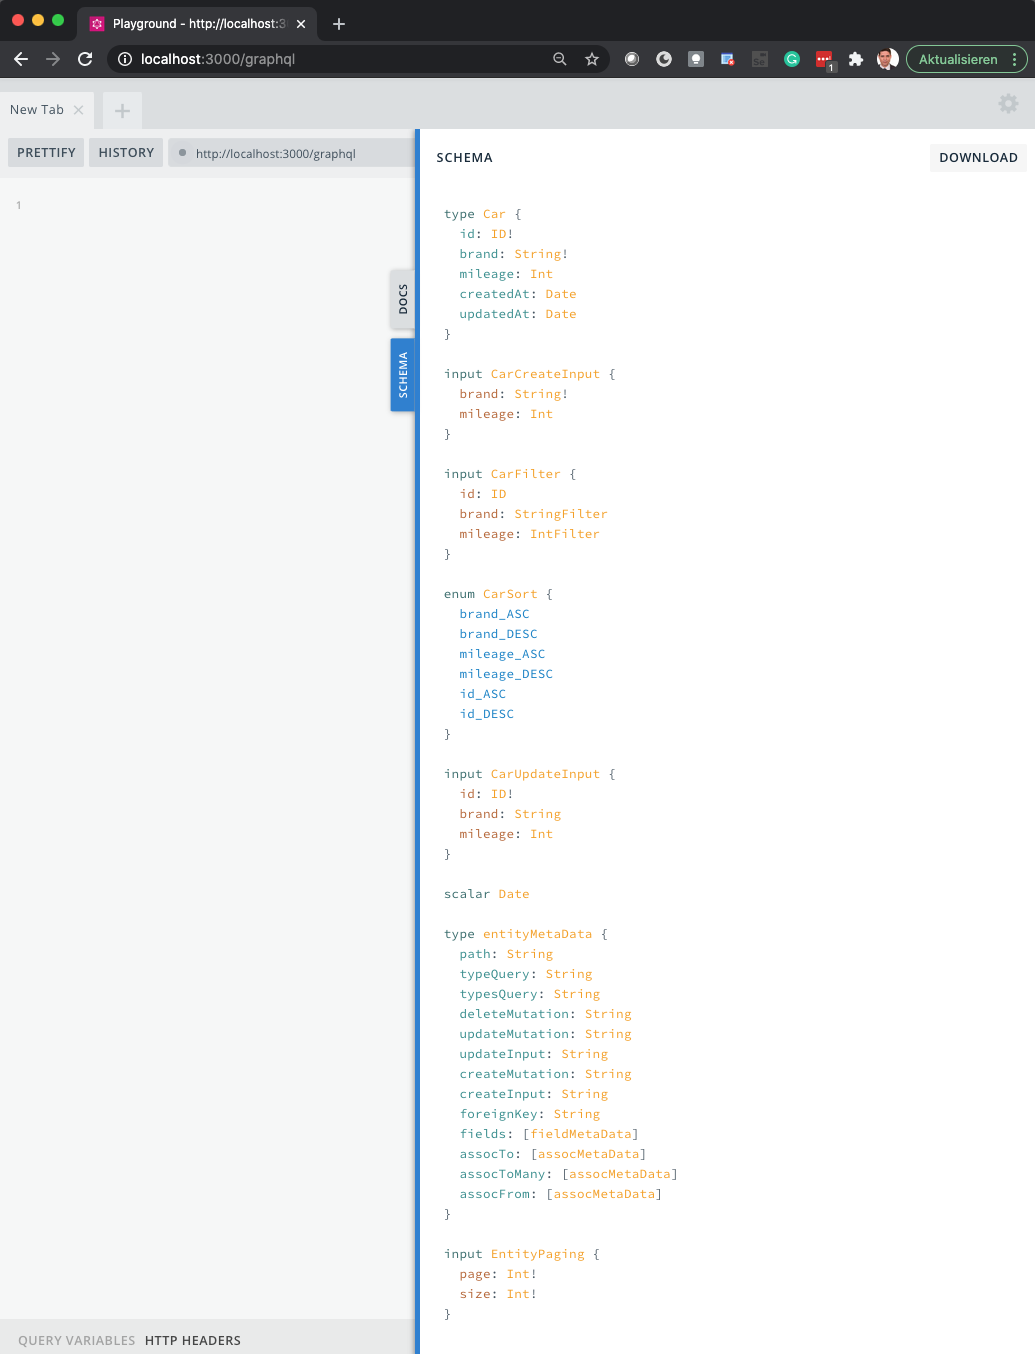 Playground - http://localhost:3
localhost:3000/graphql
Se
1
Aktualisieren
New Tab
PRETTIFY
HISTORY
http://localhost:3000/graphql
SCHEMA
DOWNLOAD
1
DOCS
SCHEMA
type Car {
id: ID!
brand: String!
mileage: Int
createdAt: Date
updatedAt: Date
}
input CarCreateInput {
brand: String!
mileage: Int
}
input CarFilter {
id: ID
brand: StringFilter
mileage: IntFilter
}
enum CarSort {
brand_ASC
brand_DESC
mileage_ASC
mileage_DESC
id_ASC
id_DESC
}
input CarUpdateInput {
id: ID!
brand: String
mileage: Int
}
scalar Date
type entityMetaData {
path: String
typeQuery: String
typesQuery: String
deleteMutation: String
updateMutation: String
updateInput: String
createMutation: String
createInput: String
foreignKey: String
fields: [fieldMetaData]
assocTo: [assocMetaData]
assocToMany: [assocMetaData]
assocFrom: [assocMetaData]
}
input EntityPaging {
page: Int!
size: Int!
}
QUERY VARIABLES
HTTP HEADERS